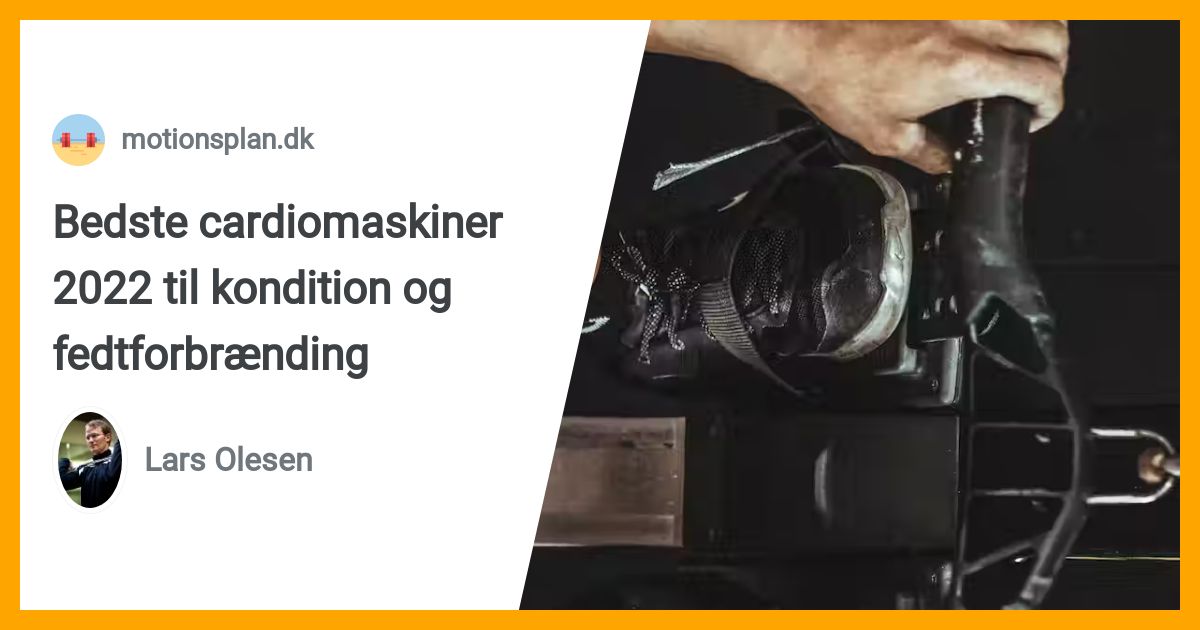 motionsplan.dk
Bedste cardiomaskiner
2022 til kondition og
fedtforbrænding
Lars Olesen